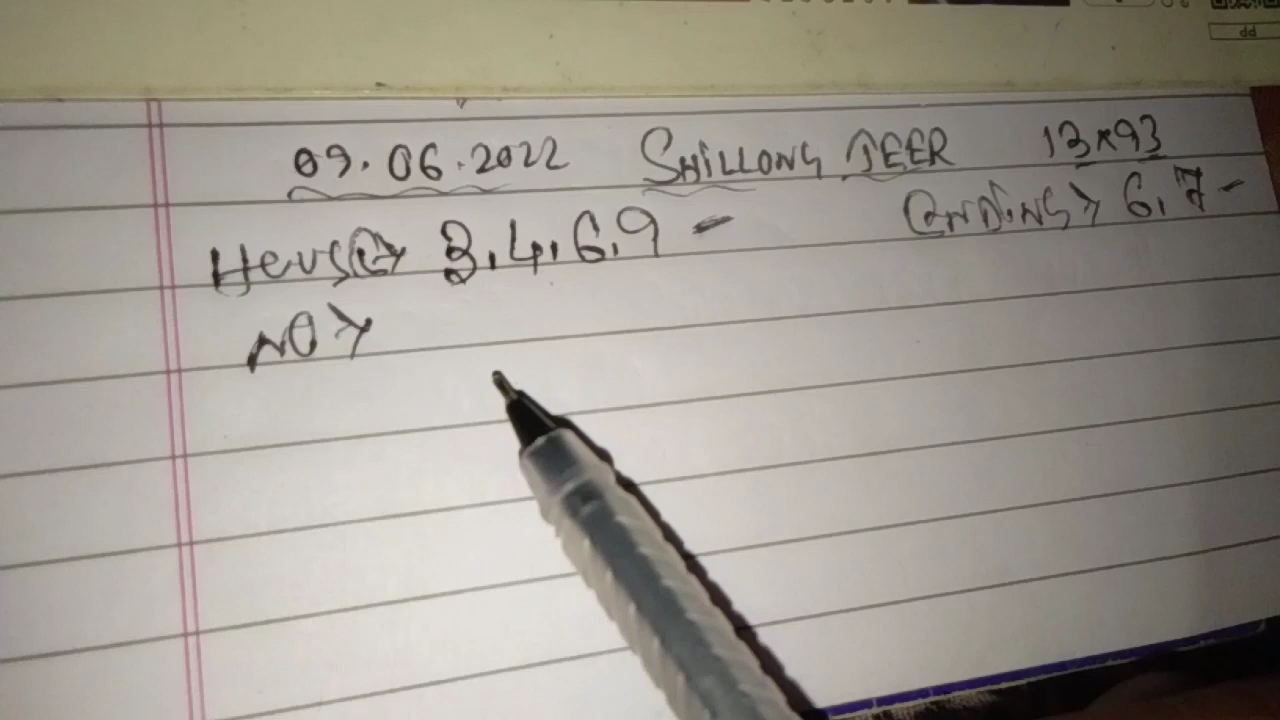 09.06.2022 SHILLONG TEER 13×93
House> 3.4.6.9 - ENDING> 6.7-
NO>